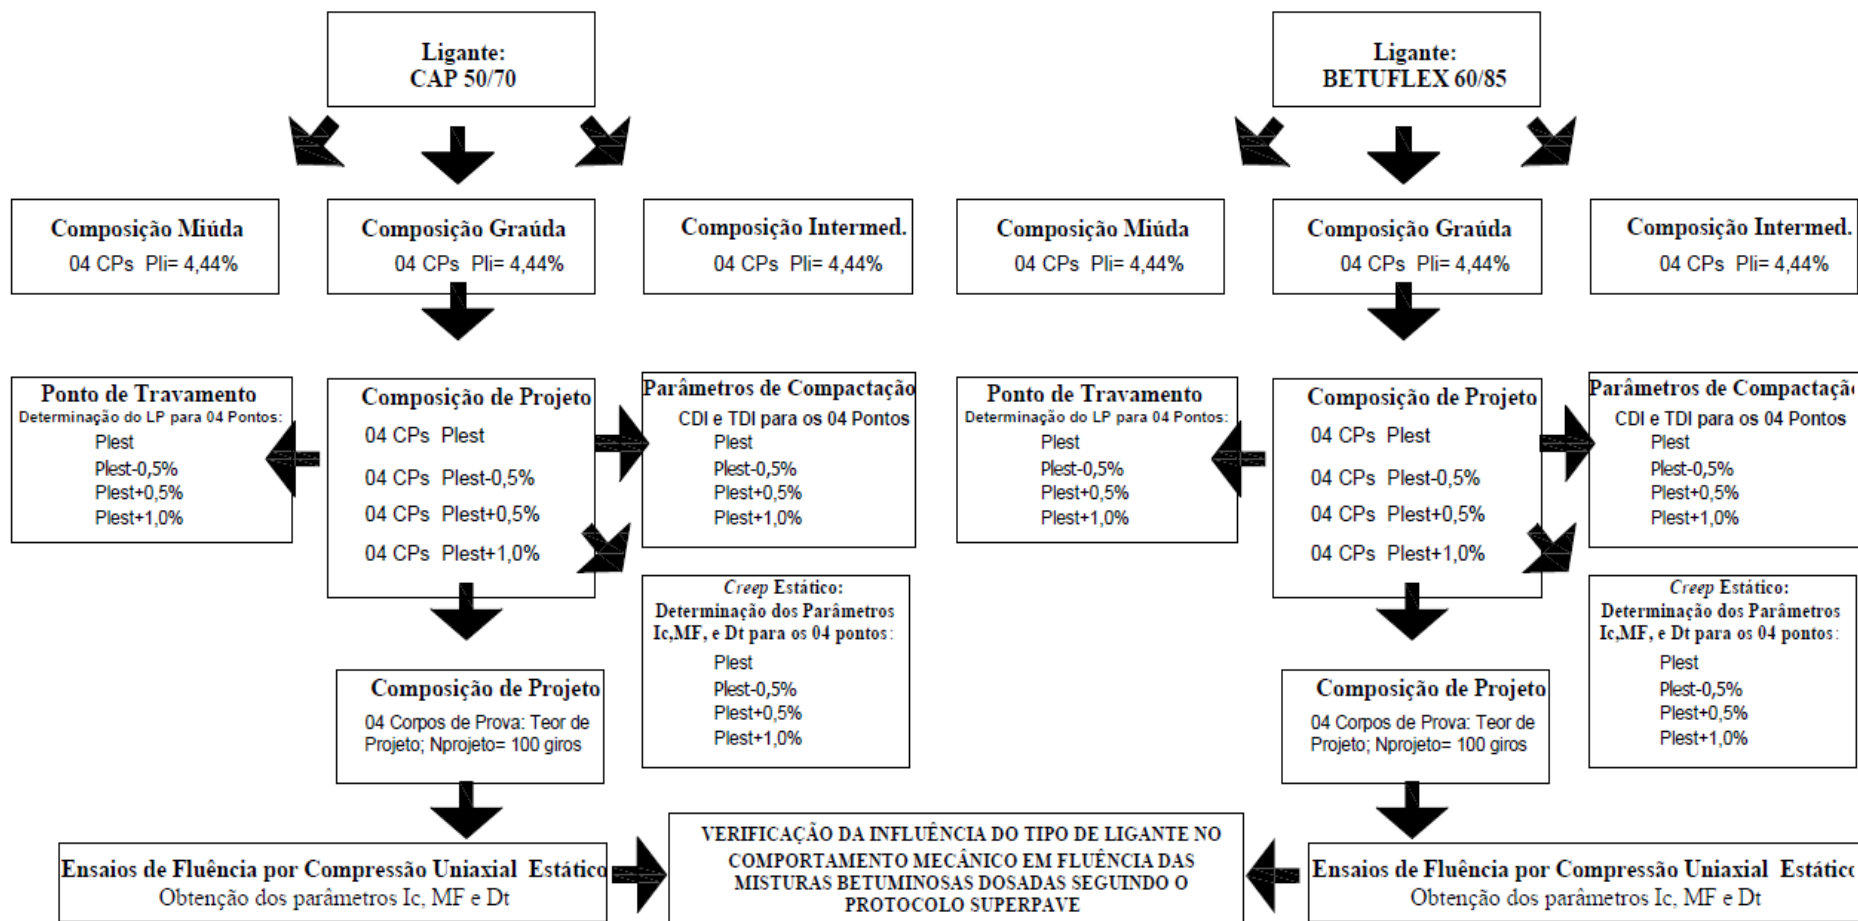 Ligante:
CAP 50/70
Ligante:
BETUFLEX 60/85
Composição Miúda
04 CPs Pli= 4,44%
Composição Graúda
04 CPs Pli= 4,44%
Composição Intermed.
04 CPs Pli= 4,44%
Composição Miúda
04 CPs Pli= 4,44%
Composição Graúda
04 CPs Pli= 4,44%
Composição Intermed.
04 CPs Pli= 4,44%
Ponto de Travamento
Determinação do LP para 04 Pontos:
Plest
Plest-0,5%
Plest+0,5%
Plest+1,0%
Composição de Projeto
04 CPs Plest
04 CPs Plest-0,5%
04 CPs Plest+0,5%
04 CPs Plest+1,0%
Parâmetros de Compactação
CDI e TDI para os 04 Pontos
Plest
Plest-0,5%
Plest+0,5%
Plest+1,0%
Ponto de Travamento
Determinação do LP para 04 Pontos:
Plest
Plest-0,5%
Plest+0,5%
Plest+1,0%
Composição de Projeto
04 CPs Plest
04 CPs Plest-0,5%
04 CPs Plest+0,5%
04 CPs Plest+1,0%
Parâmetros de Compactação
CDI e TDI para os 04 Pontos
Plest
Plest-0,5%
Plest+0,5%
Plest+1,0%
Creep Estático:
Determinação dos Parâmetros
Ic,MF, e Dt para os 04 pontos:
Plest
Plest-0,5%
Plest+0,5%
Plest+1,0%
Creep Estático:
Determinação dos Parâmetros
Ic,MF, e Dt para os 04 pontos:
Plest
Plest-0,5%
Plest+0,5%
Plest+1,0%
Composição de Projeto
04 Corpos de Prova: Teor de
Projeto; Nprojeto= 100 giros
Composição de Projeto
04 Corpos de Prova: Teor de
Projeto; Nprojeto= 100 giros
Ensaios de Fluência por Compressão Uniaxial Estático
Obtenção dos parâmetros Ic, MF e Dt
VERIFICAÇÃO DA INFLUÊNCIA DO TIPO DE LIGANTE NO
COMPORTAMENTO MECÂNICO EM FLUÊNCIA DAS
MISTURAS BETUMINOSAS DOSADAS SEGUINDO O
PROTOCOLO SUPERPAVE
Ensaios de Fluência por Compressão Uniaxial Estático
Obtenção dos parâmetros Ic, MF e Dt